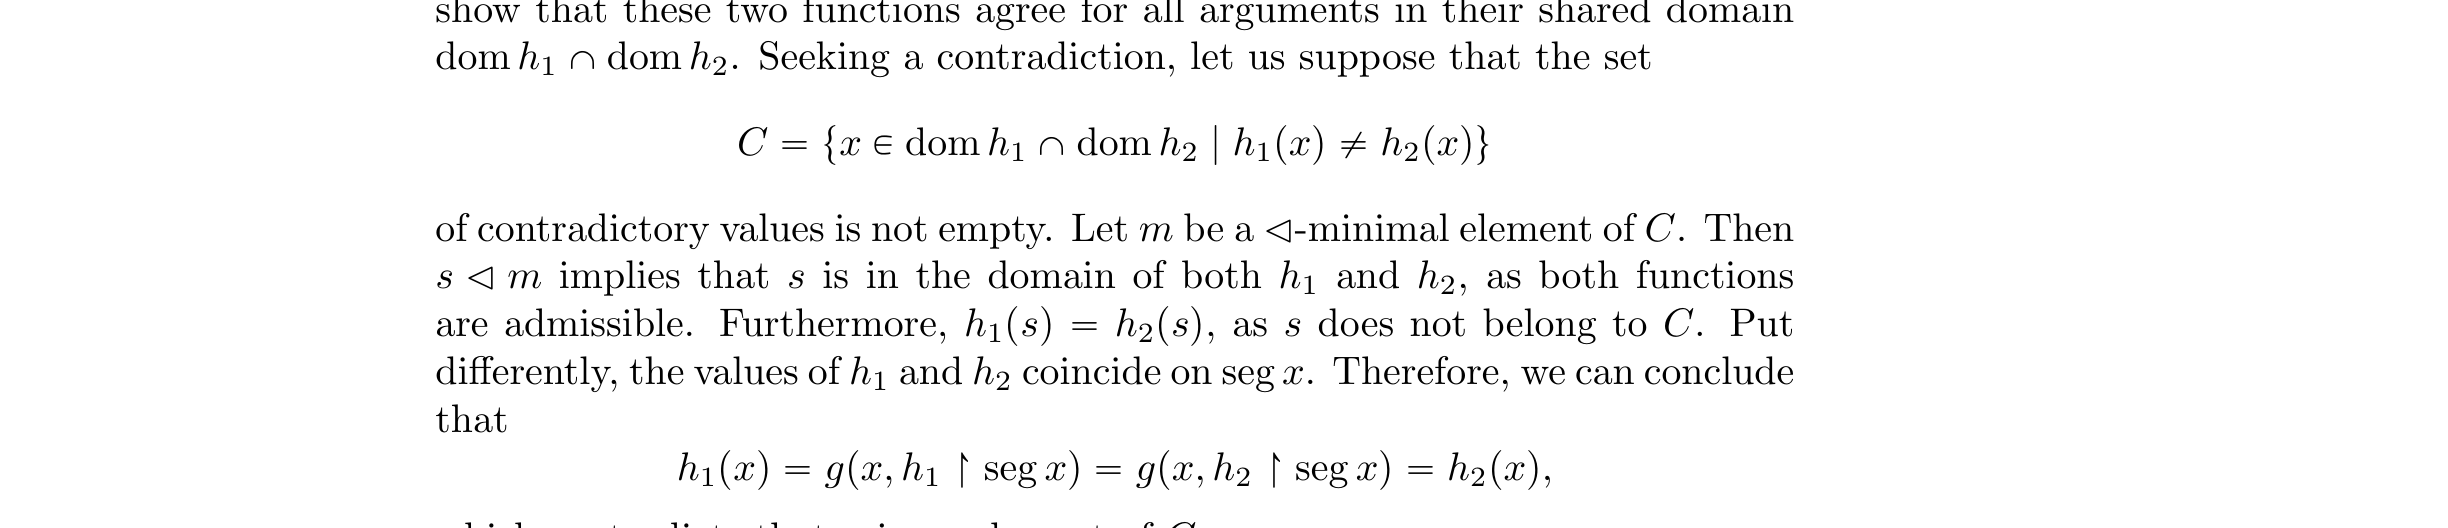 show that these two functions agree for all arguments in their shared domain
dom h₁ ∩ dom h₂. Seeking a contradiction, let us suppose that the set
C = {x ∈ dom h₁ ∩ dom h₂ | h₁(x) ≠ h₂(x)}
of contradictory values is not empty. Let m be a ⊲-minimal element of C. Then
s ⊲ m implies that s is in the domain of both h₁ and h₂, as both functions
are admissible. Furthermore, h₁(s) = h₂(s), as s does not belong to C. Put
differently, the values of h₁ and h₂ coincide on seg x. Therefore, we can conclude
that
h₁(x) = g(x, h₁ ↾ seg x) = g(x, h₂ ↾ seg x) = h₂(x),